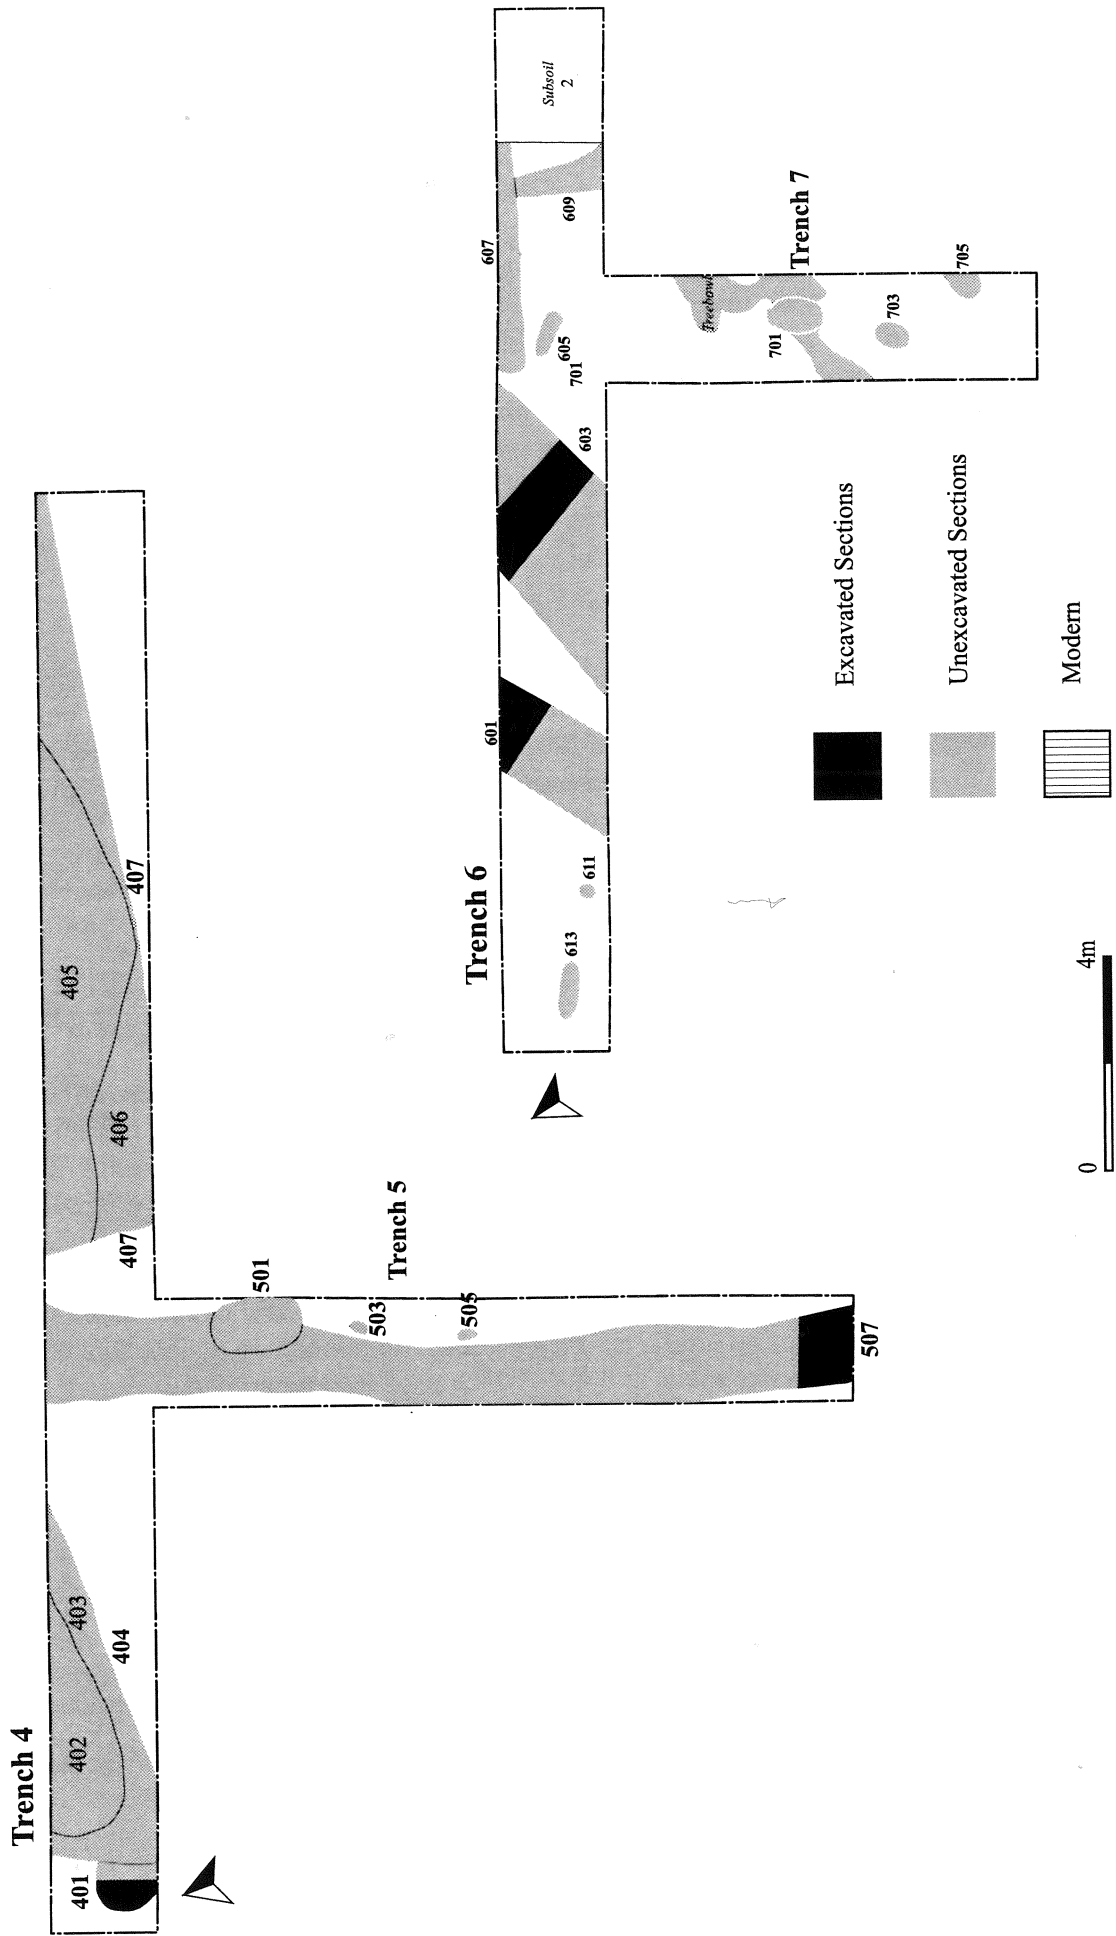 Trench 4
401
402
403
404
405
406
407
407
Trench 5
501
503
505
507
Trench 6
601
603
605
701
607
609
611
613
Subsoil
2
Trench 7
Treebowl
701
703
705
Excavated Sections
Unexcavated Sections
Modern
0
4m